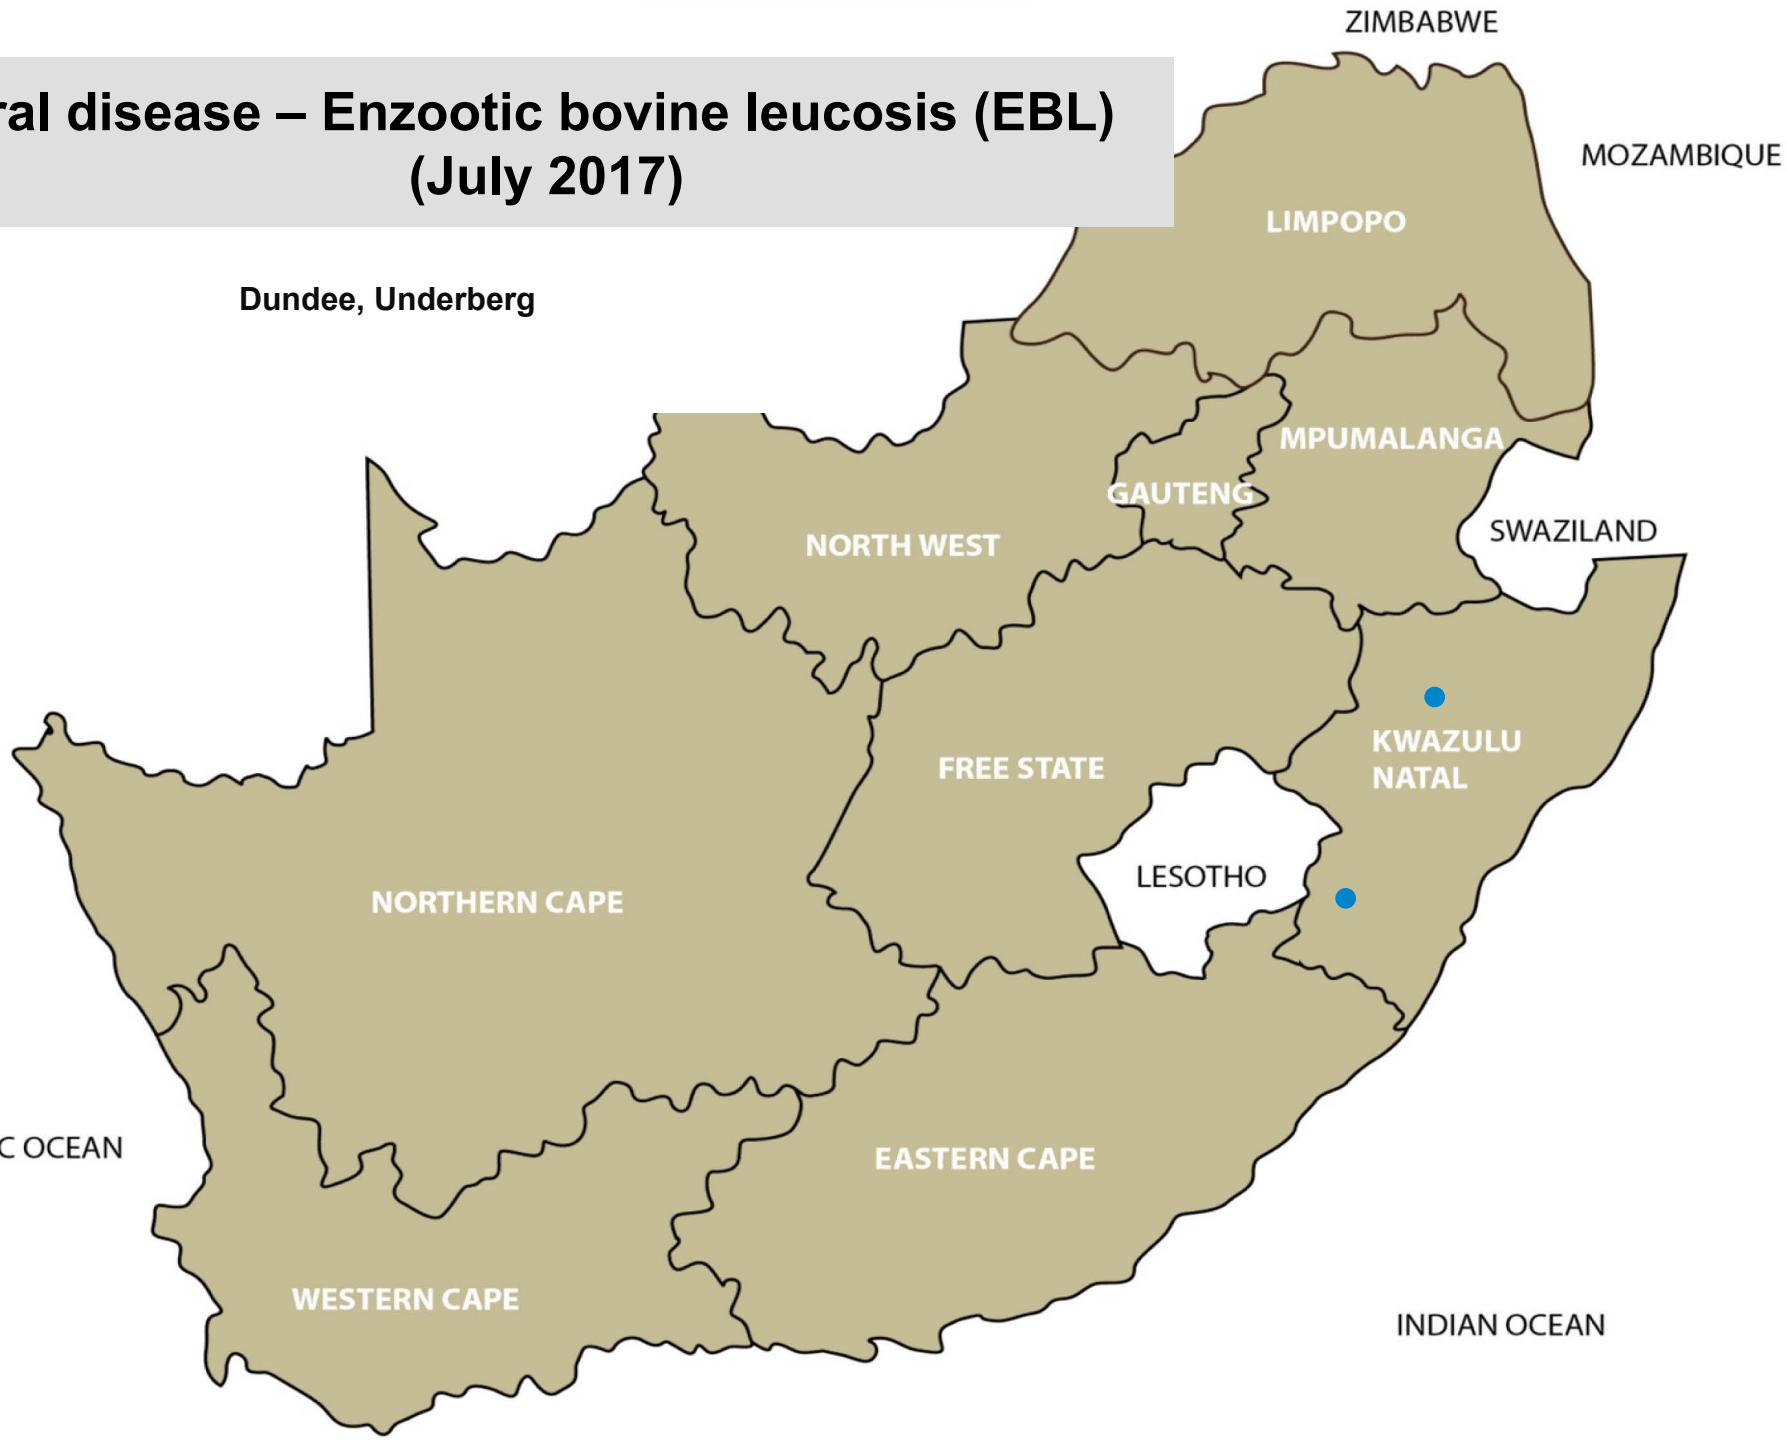 ZIMBABWE
ral disease – Enzootic bovine leucosis (EBL)
(July 2017)
MOZAMBIQUE
LIMPOPO
Dundee, Underberg
MPUMALANGA
GAUTENG
SWAZILAND
NORTH WEST
KWAZULU
NATAL
FREE STATE
LESOTHO
NORTHERN CAPE
C OCEAN
EASTERN CAPE
WESTERN CAPE
INDIAN OCEAN